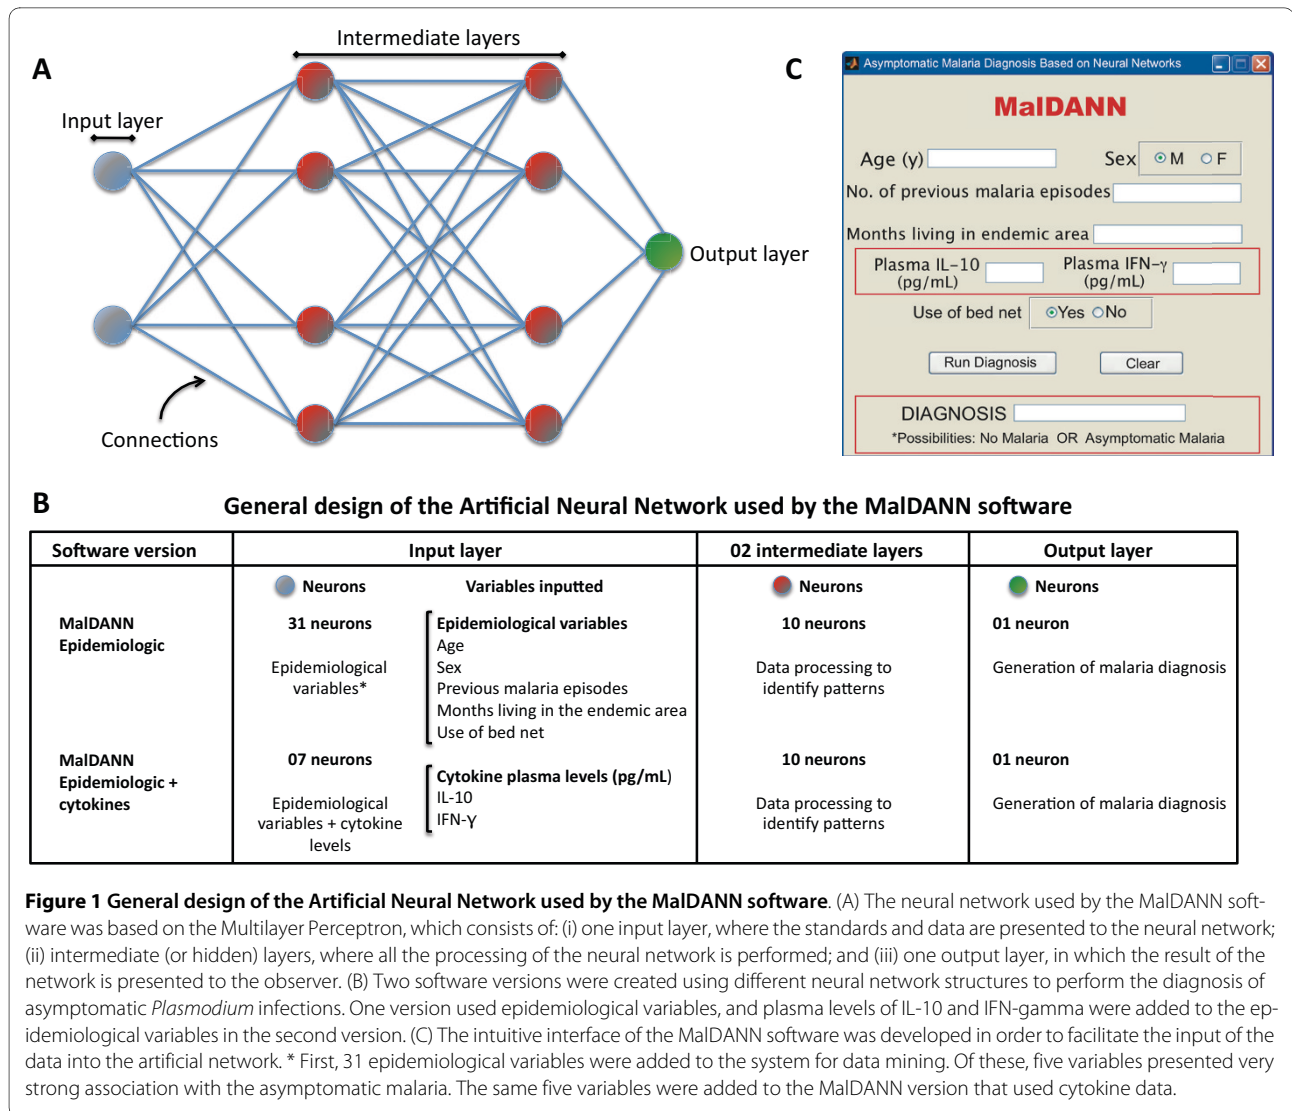 A
Intermediate layers
Input layer
Output layer
Connections
C
Asymptomatic Malaria Diagnosis Based on Neural Networks
MalDANN
Age (y)
Sex M F
No. of previous malaria episodes
Months living in endemic area
Plasma IL-10 (pg/mL)
Plasma IFN-γ (pg/mL)
Use of bed net Yes No
Run Diagnosis
Clear
DIAGNOSIS
*Possibilities: No Malaria OR Asymptomatic Malaria
B
General design of the Artificial Neural Network used by the MalDANN software
Software version
Input layer
02 intermediate layers
Output layer
Neurons
Variables inputted
Neurons
Neurons
MalDANN
Epidemiologic
31 neurons
Epidemiological
variables*
Epidemiological variables
Age
Sex
Previous malaria episodes
Months living in the endemic area
Use of bed net
10 neurons
Data processing to
identify patterns
01 neuron
Generation of malaria diagnosis
MalDANN
Epidemiologic +
cytokines
07 neurons
Epidemiological
variables + cytokine
levels
Cytokine plasma levels (pg/mL)
IL-10
IFN-γ
10 neurons
Data processing to
identify patterns
01 neuron
Generation of malaria diagnosis
Figure 1 General design of the Artificial Neural Network used by the MalDANN software. (A) The neural network used by the MalDANN soft-
ware was based on the Multilayer Perceptron, which consists of: (i) one input layer, where the standards and data are presented to the neural network;
(ii) intermediate (or hidden) layers, where all the processing of the neural network is performed; and (iii) one output layer, in which the result of the
network is presented to the observer. (B) Two software versions were created using different neural network structures to perform the diagnosis of
asymptomatic Plasmodium infections. One version used epidemiological variables, and plasma levels of IL-10 and IFN-gamma were added to the ep-
idemiological variables in the second version. (C) The intuitive interface of the MalDANN software was developed in order to facilitate the input of the
data into the artificial network. * First, 31 epidemiological variables were added to the system for data mining. Of these, five variables presented very
strong association with the asymptomatic malaria. The same five variables were added to the MalDANN version that used cytokine data.